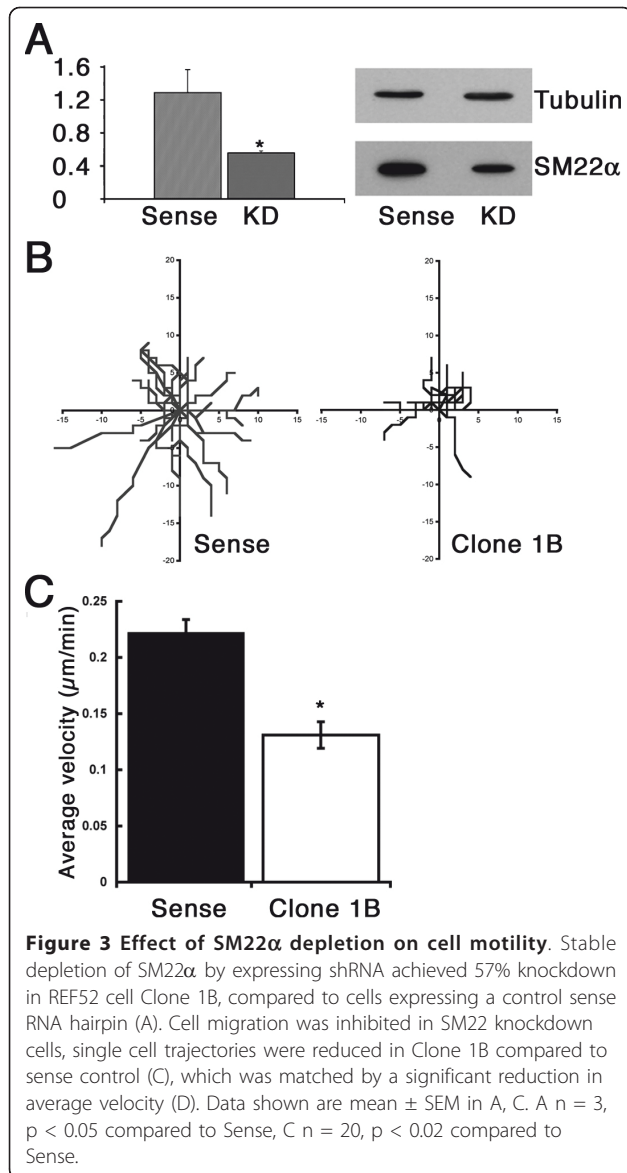 A
1.6
1.2
0.8
0.4
0
*
Sense KD
Tubulin
SM22α
Sense KD
B
20
15
10
5
0
-5
-10
-15
-20
-15 -10 -5 0 5 10 15
Sense
20
15
10
5
0
-5
-10
-15
-20
-15 -10 -5 0 5 10 15
Clone 1B
C
Average velocity (µm/min)
0.25
0.2
0.15
0.1
0.05
0
*
Sense Clone 1B
Figure 3 Effect of SM22α depletion on cell motility. Stable
depletion of SM22α by expressing shRNA achieved 57% knockdown
in REF52 cell Clone 1B, compared to cells expressing a control sense
RNA hairpin (A). Cell migration was inhibited in SM22 knockdown
cells, single cell trajectories were reduced in Clone 1B compared to
sense control (C), which was matched by a significant reduction in
average velocity (D). Data shown are mean ± SEM in A, C. A n = 3,
p < 0.05 compared to Sense, C n = 20, p < 0.02 compared to
Sense.